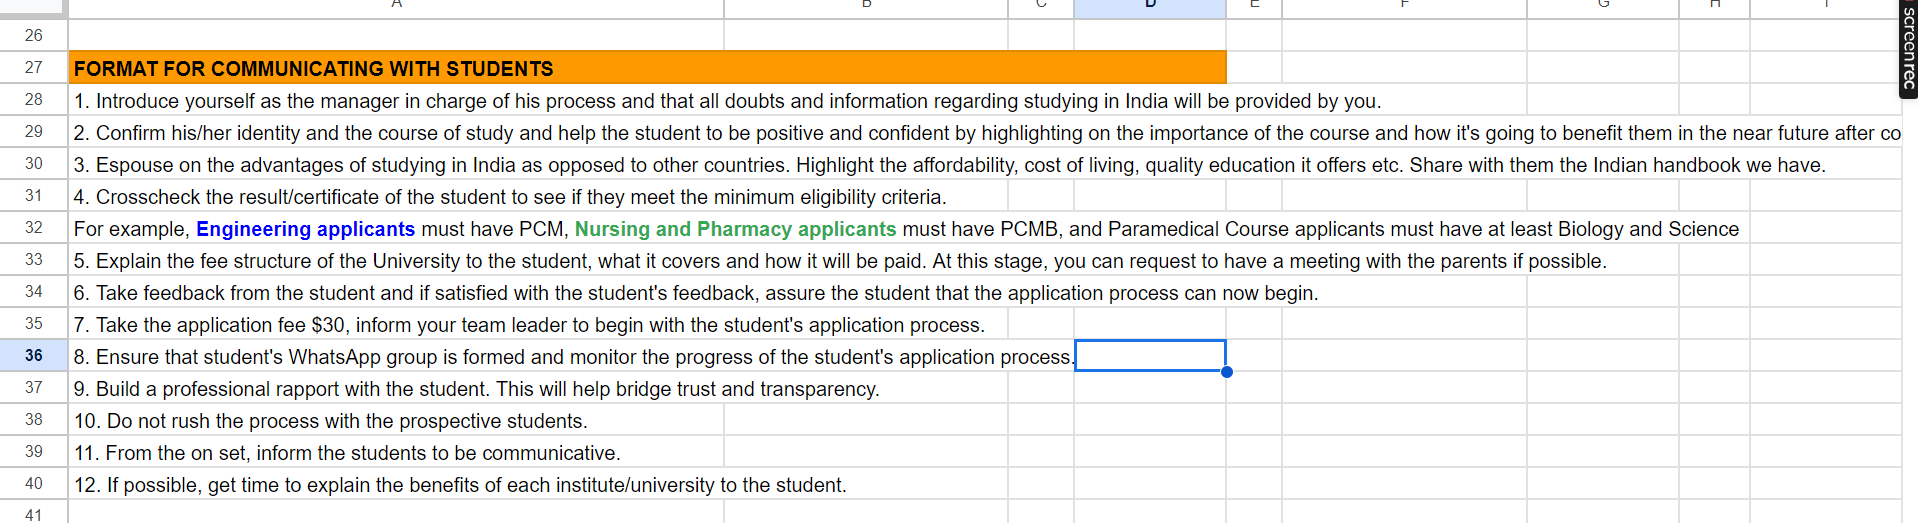 A B C D E F G H I
26
27 FORMAT FOR COMMUNICATING WITH STUDENTS
28 1. Introduce yourself as the manager in charge of his process and that all doubts and information regarding studying in India will be provided by you.
29 2. Confirm his/her identity and the course of study and help the student to be positive and confident by highlighting on the importance of the course and how it's going to benefit them in the near future after co
30 3. Espouse on the advantages of studying in India as opposed to other countries. Highlight the affordability, cost of living, quality education it offers etc. Share with them the Indian handbook we have.
31 4. Crosscheck the result/certificate of the student to see if they meet the minimum eligibility criteria.
32 For example, Engineering applicants must have PCM, Nursing and Pharmacy applicants must have PCMB, and Paramedical Course applicants must have at least Biology and Science
33 5. Explain the fee structure of the University to the student, what it covers and how it will be paid. At this stage, you can request to have a meeting with the parents if possible.
34 6. Take feedback from the student and if satisfied with the student's feedback, assure the student that the application process can now begin.
35 7. Take the application fee $30, inform your team leader to begin with the student's application process.
36 8. Ensure that student's WhatsApp group is formed and monitor the progress of the student's application process.
37 9. Build a professional rapport with the student. This will help bridge trust and transparency.
38 10. Do not rush the process with the prospective students.
39 11. From the on set, inform the students to be communicative.
40 12. If possible, get time to explain the benefits of each institute/university to the student.
41
screenrec